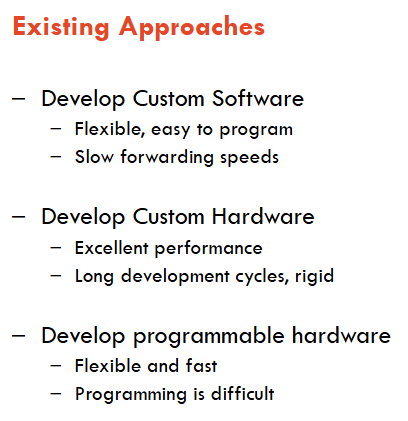 Existing Approaches
– Develop Custom Software
– Flexible, easy to program
– Slow forwarding speeds
– Develop Custom Hardware
– Excellent performance
– Long development cycles, rigid
– Develop programmable hardware
– Flexible and fast
– Programming is difficult